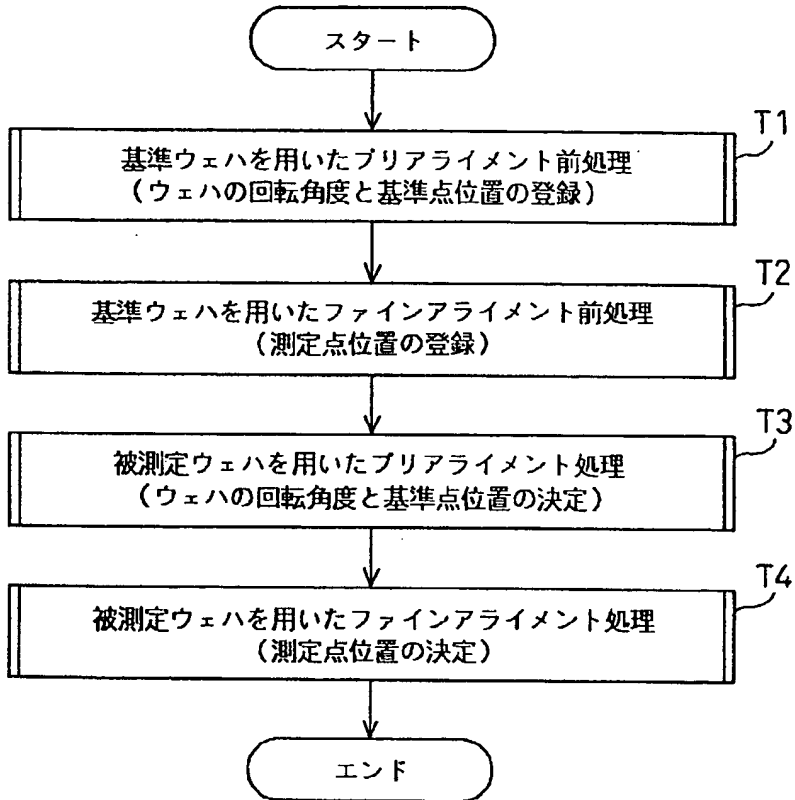 スタート
T1
基準ウェハを用いたプリアライメント前処理
(ウェハの回転角度と基準点位置の登録)
T2
基準ウェハを用いたファインアライメント前処理
(測定点位置の登録)
T3
被測定ウェハを用いたプリアライメント処理
(ウェハの回転角度と基準点位置の決定)
T4
被測定ウェハを用いたファインアライメント処理
(測定点位置の決定)
エンド